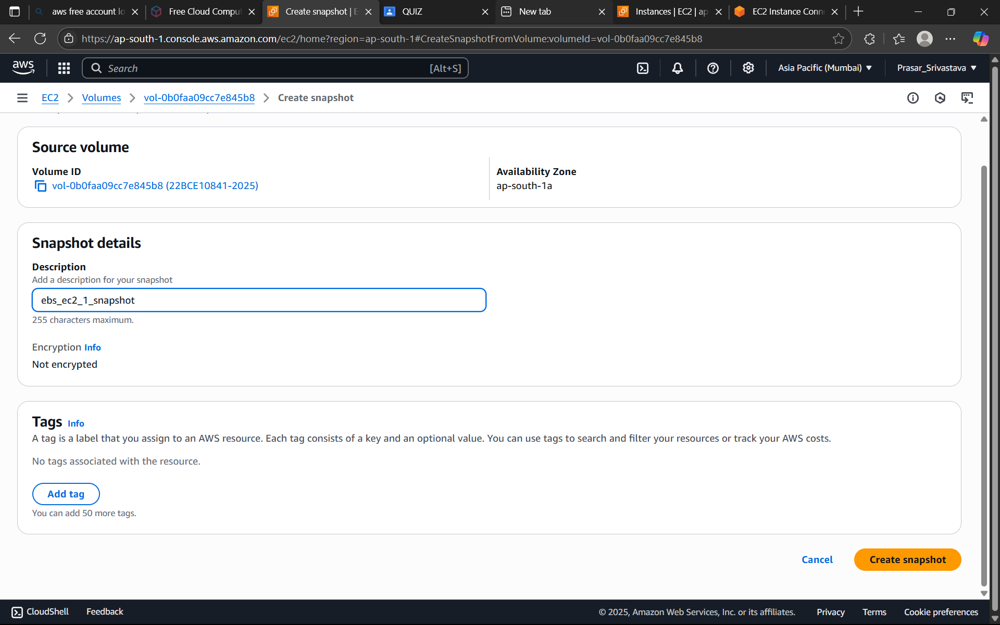 aws free account lo
Free Cloud Comput
Create snapshot | E
QUIZ
New tab
Instances | EC2 | ap
EC2 Instance Conn
https://ap-south-1.console.aws.amazon.com/ec2/home?region=ap-south-1#CreateSnapshotFromVolume:volumeId=vol-0b0faa09cc7e845b8
aws
Search
[Alt+S]
Asia Pacific (Mumbai)
Prasar_Srivastava
EC2
Volumes
vol-0b0faa09cc7e845b8
Create snapshot
Source volume
Volume ID
vol-0b0faa09cc7e845b8 (22BCE10841-2025)
Availability Zone
ap-south-1a
Snapshot details
Description
Add a description for your snapshot
ebs_ec2_1_snapshot
255 characters maximum.
Encryption Info
Not encrypted
Tags Info
A tag is a label that you assign to an AWS resource. Each tag consists of a key and an optional value. You can use tags to search and filter your resources or track your AWS costs.
No tags associated with the resource.
Add tag
You can add 50 more tags.
Cancel
Create snapshot
CloudShell
Feedback
© 2025, Amazon Web Services, Inc. or its affiliates.
Privacy
Terms
Cookie preferences